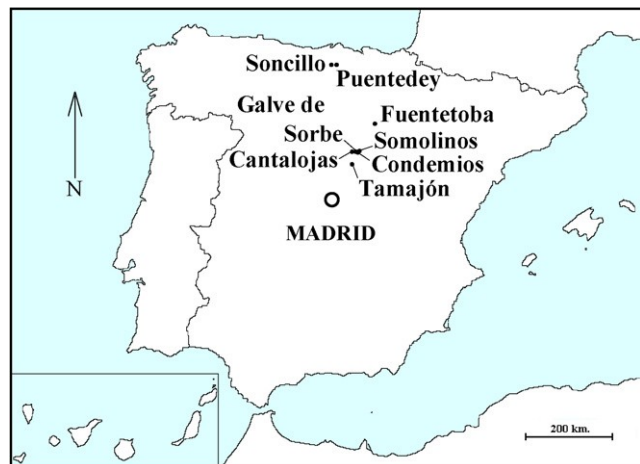 Soncillo
Puentedey
Galve de
Sorbe
Fuentetoba
Somolinos
Cantalojas
Condemios
Tamajón
MADRID
N
200 km.